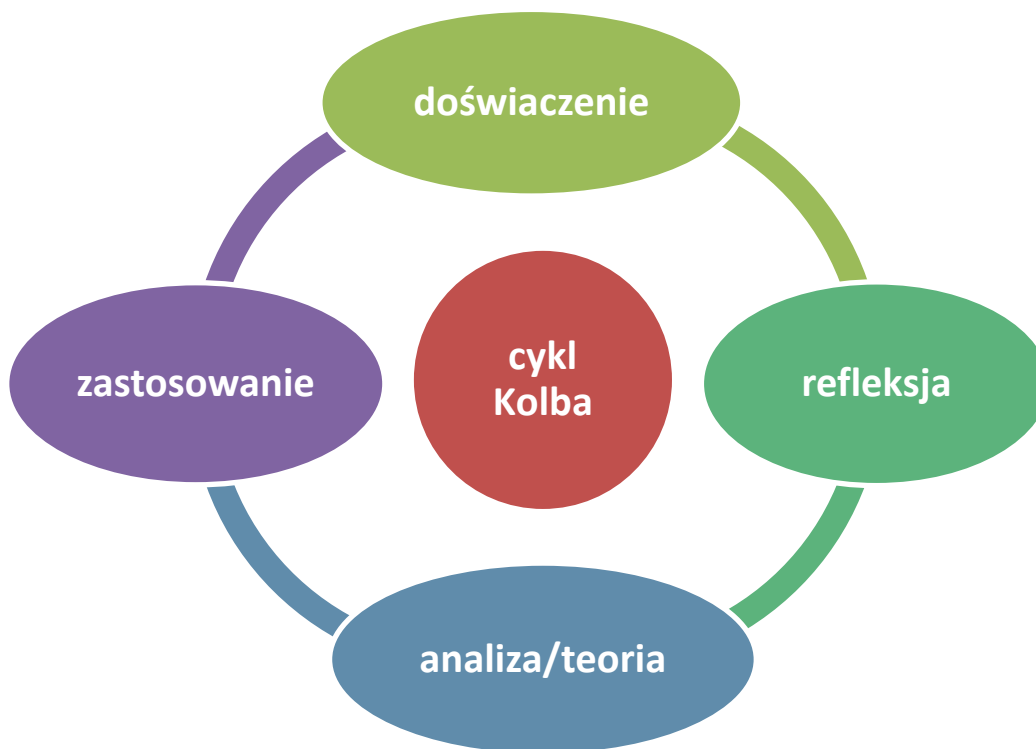 doświaczenie
cykl
Kolba
zastosowanie
refleksja
analiza/teoria